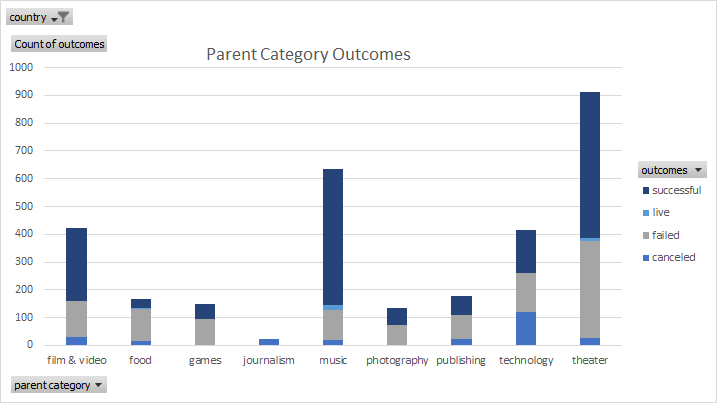 country
Count of outcomes
Parent Category Outcomes
1000
900
800
700
600
500
400
300
200
100
0
film & video food games journalism music photography publishing technology theater
outcomes
successful
live
failed
canceled
parent category